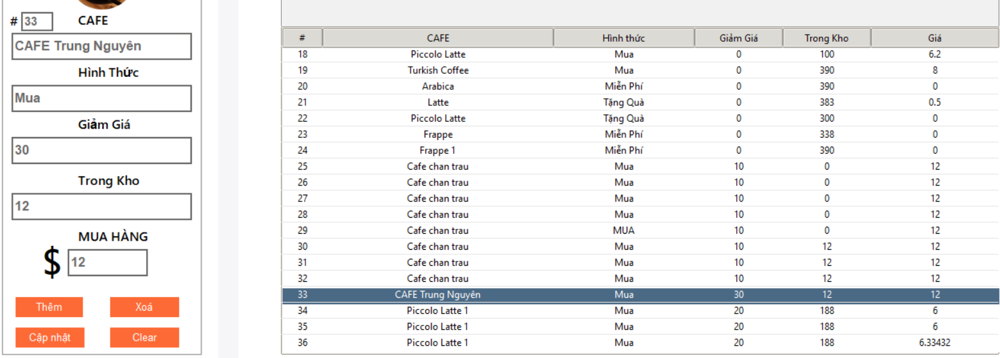 # 33 CAFE
CAFE Trung Nguyên
Hình Thức
Mua
Giảm Giá
30
Trong Kho
12
MUA HÀNG
$ 12
Thêm Xoá
Cập nhật Clear
# CAFE Hình thức Giảm Giá Trong Kho Giá
18 Piccolo Latte Mua 0 100 6.2
19 Turkish Coffee Mua 0 390 8
20 Arabica Miễn Phí 0 390 0
21 Latte Tặng Quà 0 383 0.5
22 Piccolo Latte Tặng Quà 0 300 0
23 Frappe Miễn Phí 0 338 0
24 Frappe 1 Miễn Phí 0 390 0
25 Cafe chan trau Mua 10 0 12
26 Cafe chan trau Mua 10 0 12
27 Cafe chan trau Mua 10 0 12
28 Cafe chan trau Mua 10 0 12
29 Cafe chan trau MUA 10 0 12
30 Cafe chan trau Mua 10 12 12
31 Cafe chan trau Mua 10 12 12
32 Cafe chan trau Mua 10 12 12
33 CAFE Trung Nguyên Mua 30 12 12
34 Piccolo Latte 1 Mua 20 188 6
35 Piccolo Latte 1 Mua 20 188 6
36 Piccolo Latte 1 Mua 20 188 6.33432